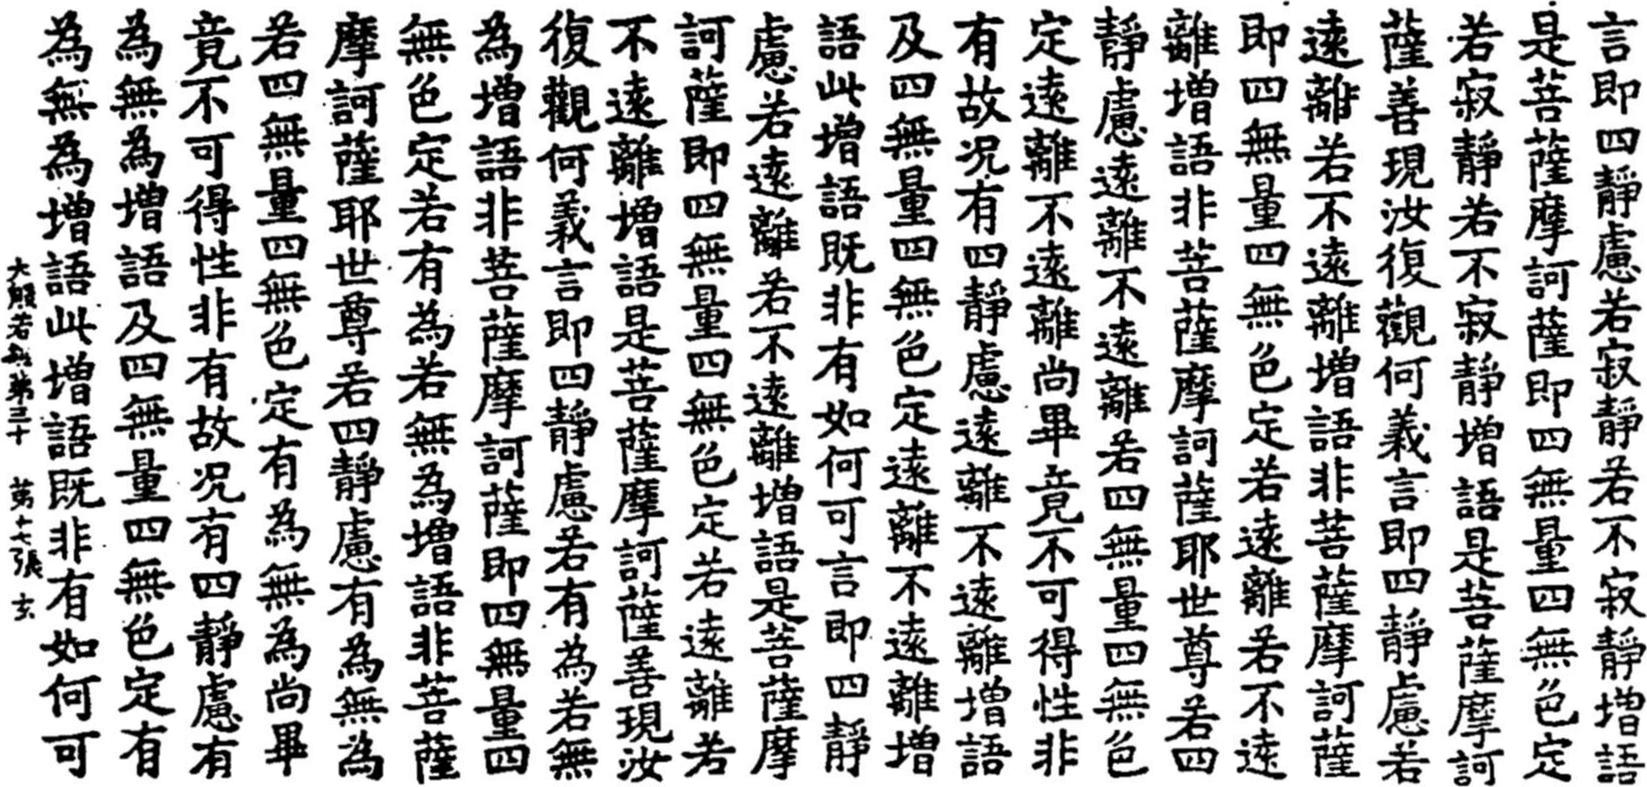 言即四靜慮若寂靜若不寂靜增語
是菩薩摩訶薩即四無量四無色定
若寂靜若不寂靜增語是菩薩摩訶
薩善現汝復觀何義言即四靜慮若
遠離若不遠離增語非菩薩摩訶薩
即四無量四無色定若遠離若不遠
離增語非菩薩摩訶薩耶世尊若四
靜慮遠離不遠離若四無量四無色
定遠離不遠離尚畢竟不可得性非
有故况有四靜慮遠離不遠離增語
及四無量四無色定遠離不遠離增
語此增語既非有如何可言即四靜
慮若遠離若不遠離增語是菩薩摩
訶薩即四無量四無色定若遠離若
不遠離增語是菩薩摩訶薩善現汝
復觀何義言即四靜慮若有為若無
為增語非菩薩摩訶薩即四無量四
無色定若有為若無為增語非菩薩
摩訶薩耶世尊若四靜慮有為無為
若四無量四無色定有為無為尚畢
竟不可得性非有故况有四靜慮有
為無為增語及四無量四無色定有
為無為增語此增語既非有如何可
大般若經第三十 第十七張 玄